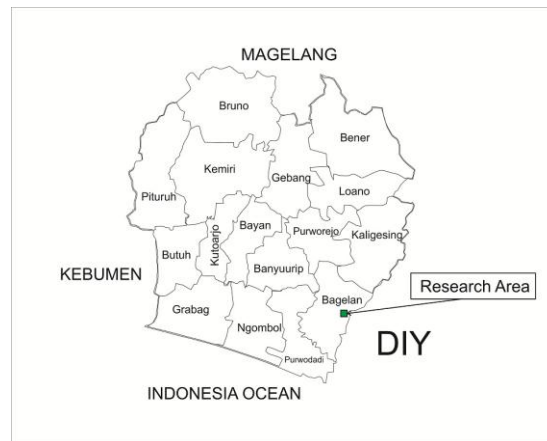 MAGELANG
Bruno
Bener
Kemiri
Gebang
Pituruh
Loano
Kutoarjo
Bayan
Purworejo
Kaligesing
Butuh
Banyuurip
KEBUMEN
Bagelan
Research Area
Grabag
Ngombol
DIY
Purwodadi
INDONESIA OCEAN